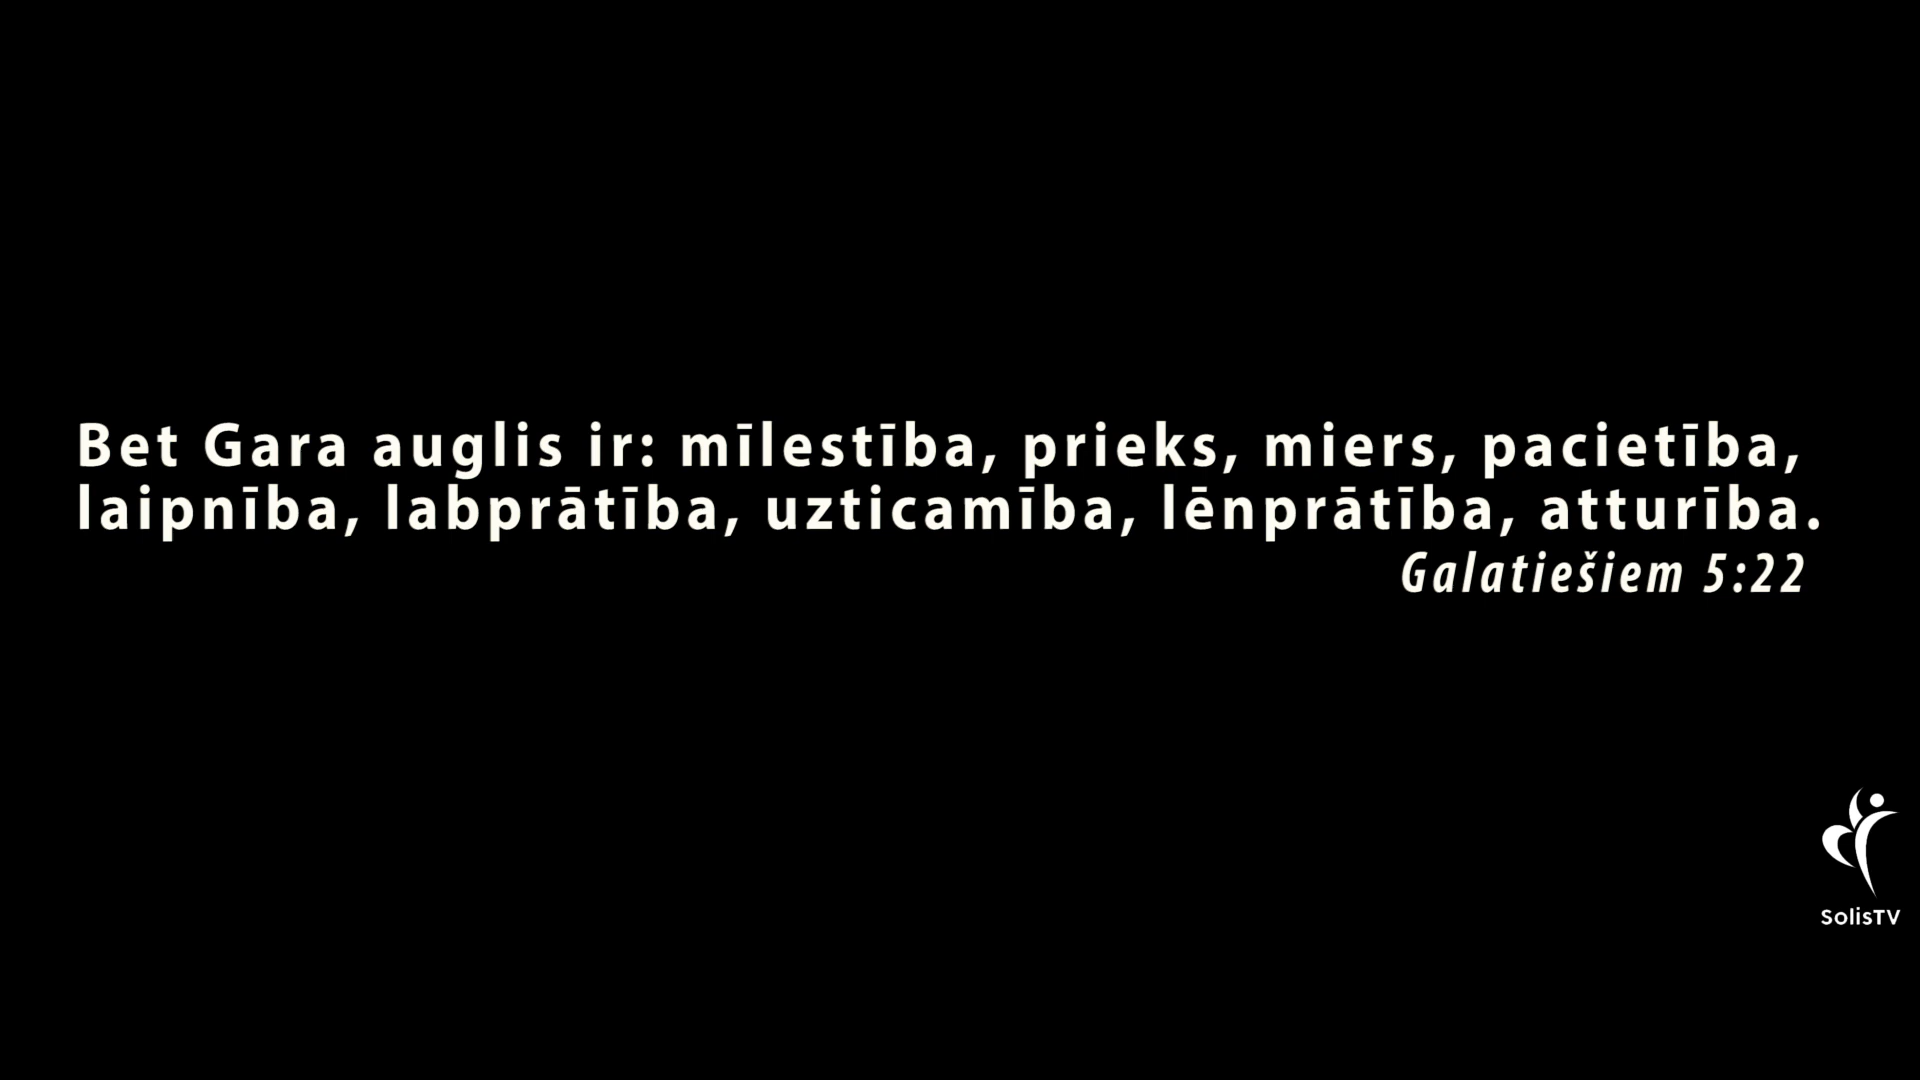 Bet Gara auglis ir: mīlestība, prieks, miers, pacietība,
laipnība, labprātība, uzticamība, lēnprātība, atturība.
Galatiešiem 5:22
SolisTV